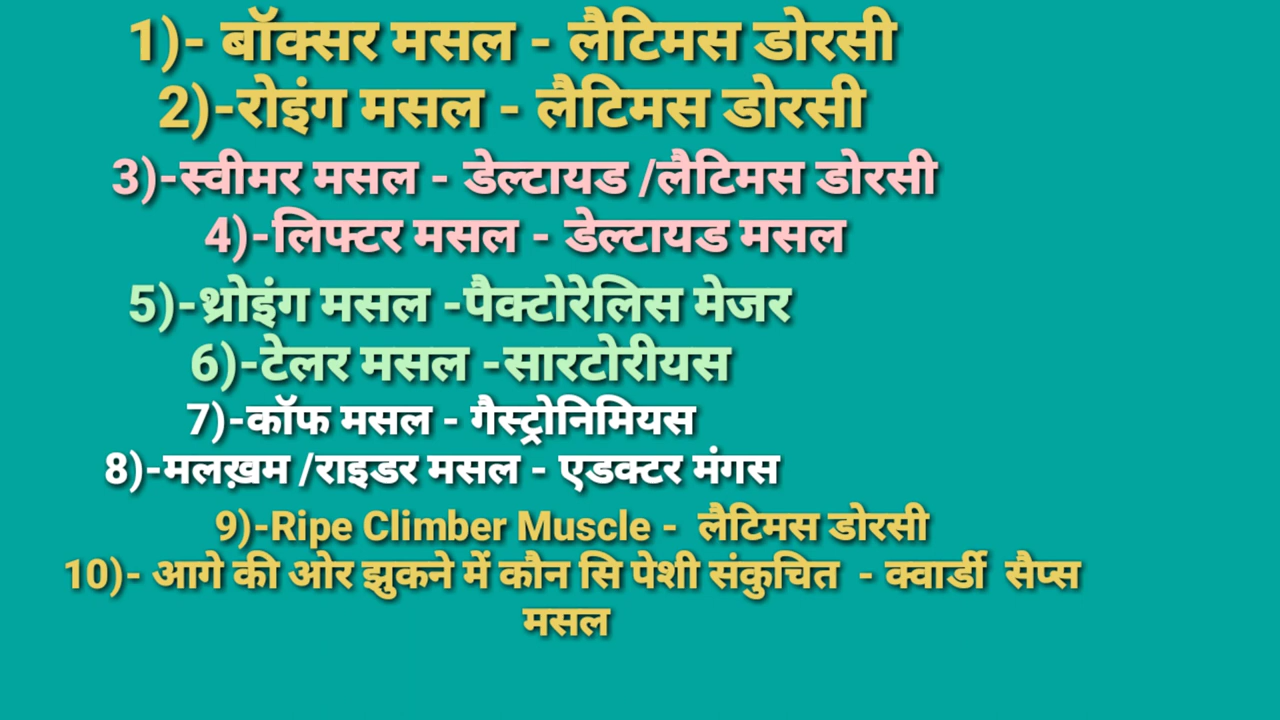 1)- बॉक्सर मसल - लैटिमस डोरसी
2)-रोइंग मसल - लैटिमस डोरसी
3)-स्वीमर मसल - डेल्टायड /लैटिमस डोरसी
4)-लिफ्टर मसल - डेल्टायड मसल
5)-थ्रोइंग मसल -पैक्टोरेलिस मेजर
6)-टेलर मसल -सारटोरीयस
7)-कॉफ मसल - गैस्ट्रोनिमियस
8)-मलख़म /राइडर मसल - एडक्टर मंगस
9)-Ripe Climber Muscle - लैटिमस डोरसी
10)- आगे की ओर झुकने में कौन सि पेशी संकुचित - क्वार्डी सैप्स
मसल